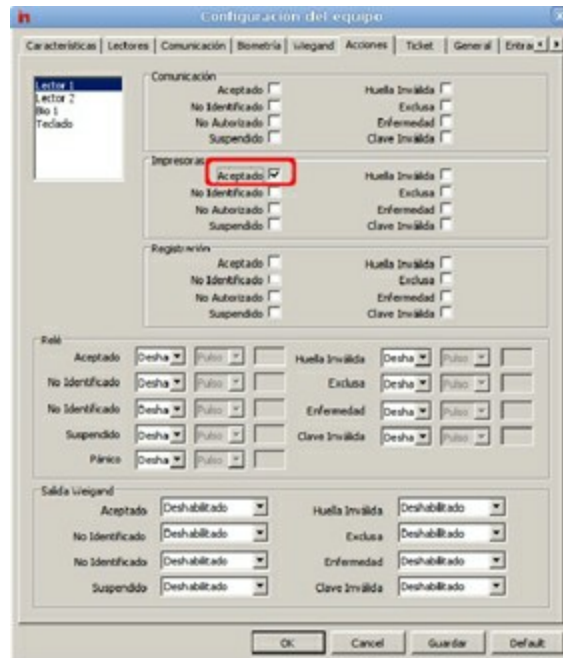 in Configuracion del equipo
Características Lectores Comunicación Biometría Wiegand Acciones Ticket General
Lector 1
Lector 2
Bio 1
Teclado
Comunicación
Aceptado Huella Inválida
No Identificado Exclusa
No Autorizado Enfermedad
Suspendido Clave Inválida
Impresoras
Aceptado Huella Inválida
No Identificado Exclusa
No Autorizado Enfermedad
Suspendido Clave Inválida
Registración
Aceptado Huella Inválida
No Identificado Exclusa
No Autorizado Enfermedad
Suspendido Clave Inválida
Relé
Aceptado Desha Pulso Huella Inválida Desha Pulso
No Identificado Desha Pulso Exclusa Desha Pulso
No Identificado Desha Pulso Enfermedad Desha Pulso
Suspendido Desha Pulso Clave Inválida Desha Pulso
Pánico Desha Pulso
Salida Weigand
Aceptado Deshabilitado Huella Inválida Deshabilitado
No Identificado Deshabilitado Exclusa Deshabilitado
No Identificado Deshabilitado Enfermedad Deshabilitado
Suspendido Deshabilitado Clave Inválida Deshabilitado
OK Cancel Guardar Default